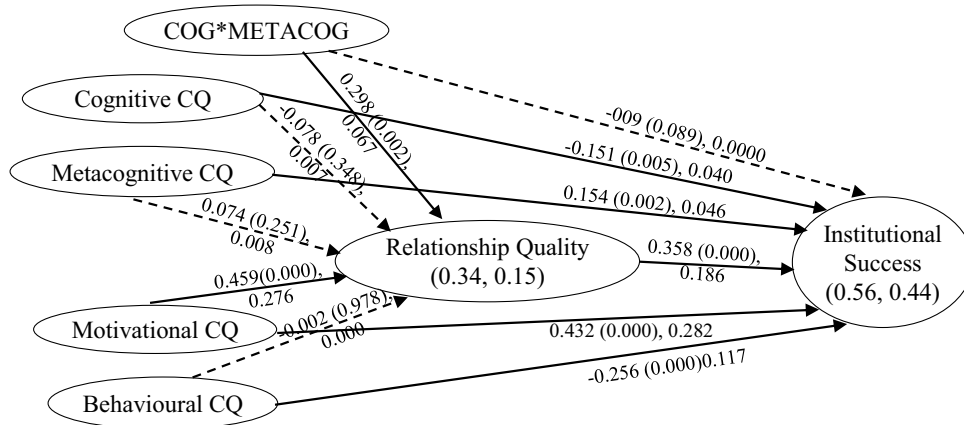 COG*METACOG
0.298 (0.002),
0.067
-009 (0.089), 0.0000
Cognitive CQ
-0.078 (0.348),
0.007
-0.151 (0.005), 0.040
Metacognitive CQ
0.154 (0.002), 0.046
0.074 (0.251),
0.008
Relationship Quality
(0.34, 0.15)
0.358 (0.000),
0.186
Institutional
Success
(0.56, 0.44)
0.459(0.000),
0.276
Motivational CQ
-0.002 (0.978),
0.000
0.432 (0.000), 0.282
-0.256 (0.000)0.117
Behavioural CQ